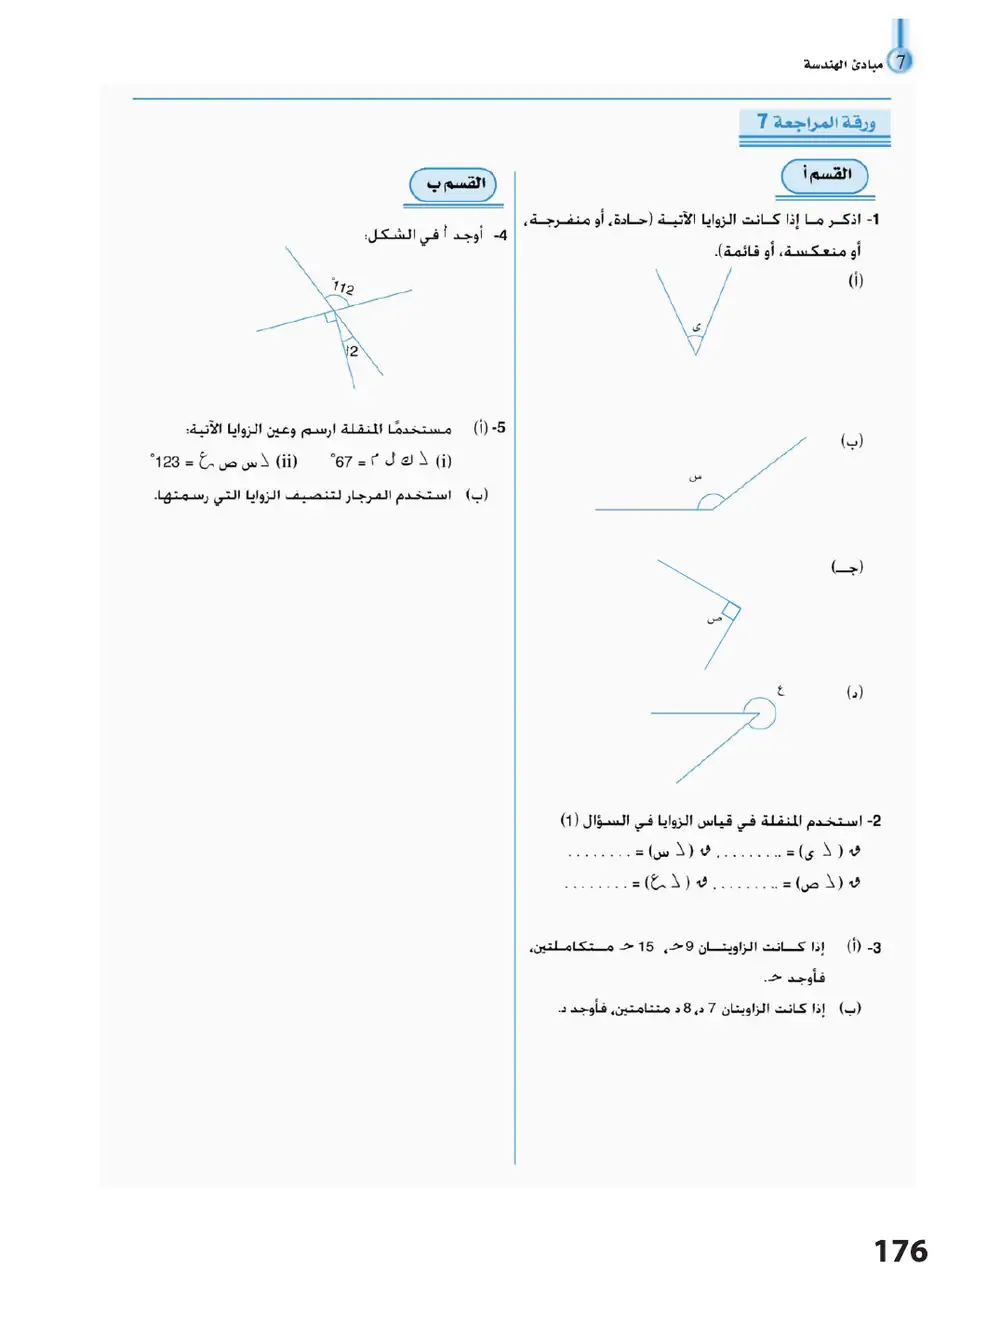 7 مبادئ الهندسة
ورقة المراجعة 7
القسم أ
1- اذكر ما إذا كانت الزوايا الآتية (حادة، أو منفرجة،
أو منعكسة، أو قائمة).
(أ)
ى
(ب)
س
(جـ)
ص
(د)
ع
2- استخدم المنقلة في قياس الزوايا في السؤال (1)
ق (ﮞ ى) = ......... ق (ﮞ س) = ........
ق (ﮞ ص) = ......... ق (ﮞ ع) = ........
3- (أ) إذا كانت الزاويتان 9 حـ، 15 حـ متكاملتين،
فأوجد حـ.
(ب) إذا كانت الزاويتان 7 د، 8 د متتامتين، فأوجد د.
القسم ب
4- أوجد أ في الشكل:
112°
2أ
5- (أ) مستخدمًا المنقلة ارسم وعين الزوايا الآتية:
(i) ﮞ ك ل م = 67° (ii) ﮞ س ص ع = 123°
(ب) استخدم الفرجار لتنصيف الزوايا التي رسمتها.
176